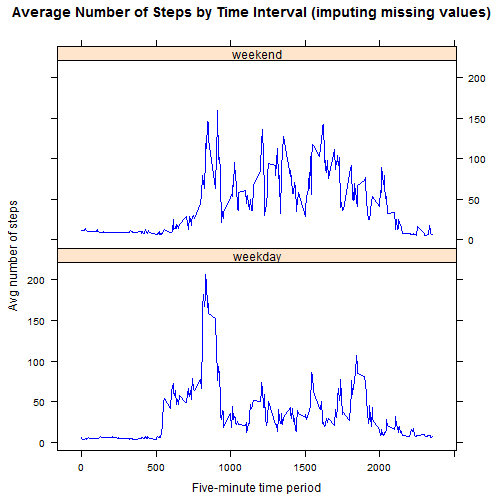 Average Number of Steps by Time Interval (imputing missing values)
weekend
200
150
100
50
0
weekday
200
150
100
50
0
Avg number of steps
0 500 1000 1500 2000
Five-minute time period